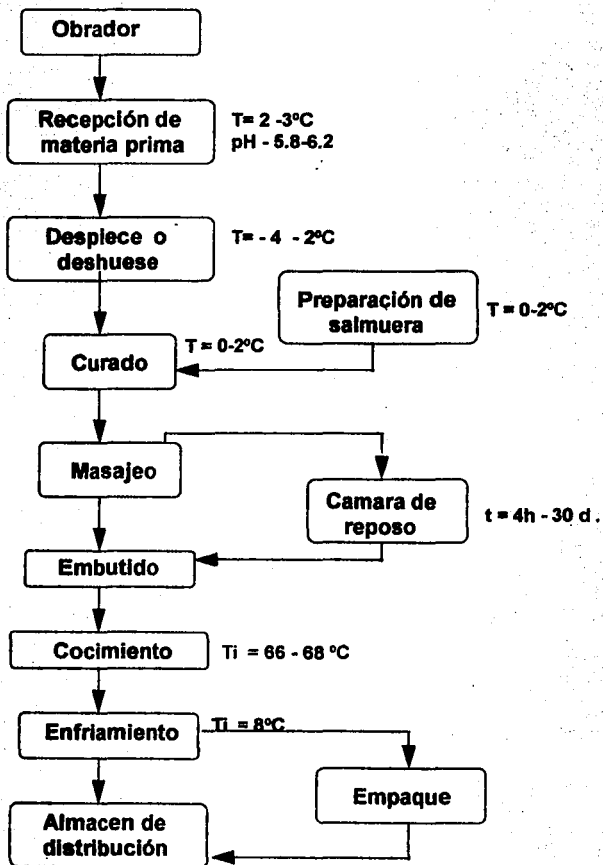 Obrador
Recepción de
materia prima
T= 2 -3ºC
pH - 5.8-6.2
Despiece o
deshuese
T= - 4 - 2ºC
Preparación de
salmuera
T = 0-2ºC
Curado
T = 0-2ºC
Masajeo
Camara de
reposo
t = 4h - 30 d .
Embutido
Cocimiento
Ti = 66 - 68 ºC
Enfriamiento
Ti = 8ºC
Empaque
Almacen de
distribución